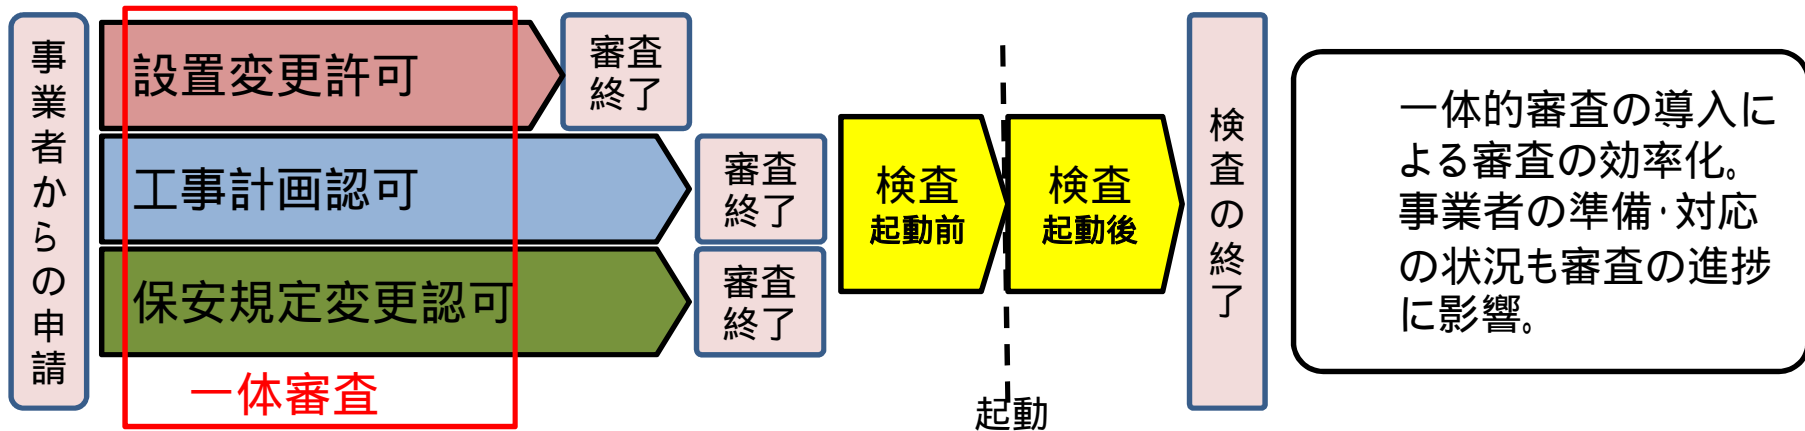 事業者からの申請
設置変更許可
審査
終了
工事計画認可
審査
終了
保安規定変更認可
審査
終了
一体審査
検査
起動前
検査
起動後
起動
検査の終了
一体的審査の導入に
よる審査の効率化。
事業者の準備･対応
の状況も審査の進捗
に影響。